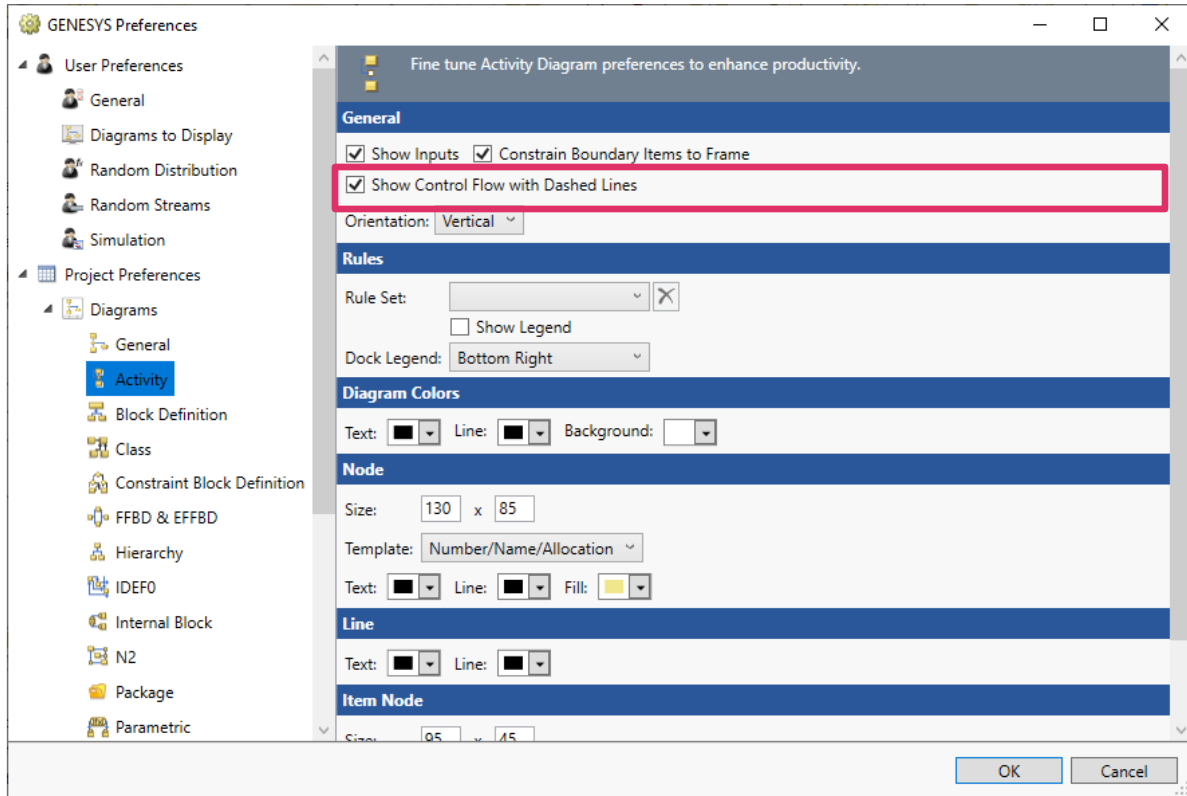 GENESYS Preferences
User Preferences
General
Diagrams to Display
Random Distribution
Random Streams
Simulation
Project Preferences
Diagrams
General
Activity
Block Definition
Class
Constraint Block Definition
FFBD & EFFBD
Hierarchy
IDEF0
Internal Block
N2
Package
Parametric
Fine tune Activity Diagram preferences to enhance productivity.
General
Show Inputs Constrain Boundary Items to Frame
Show Control Flow with Dashed Lines
Orientation: Vertical
Rules
Rule Set:
Show Legend
Dock Legend: Bottom Right
Diagram Colors
Text: Line: Background:
Node
Size: 130 x 85
Template: Number/Name/Allocation
Text: Line: Fill:
Line
Text: Line:
Item Node
Size: 95 x 45
OK Cancel